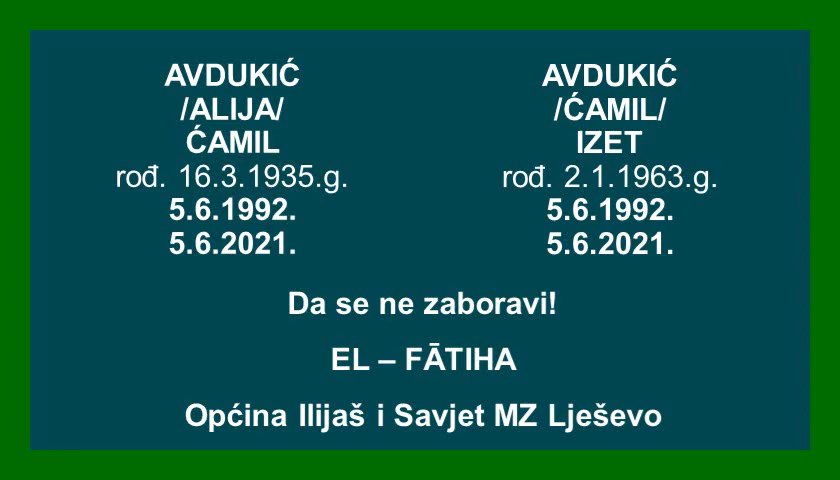 AVDUKIĆ
/ALIJA/
ĆAMIL
rođ. 16.3.1935.g.
5.6.1992.
5.6.2021.
AVDUKIĆ
/ĆAMIL/
IZET
rođ. 2.1.1963.g.
5.6.1992.
5.6.2021.
Da se ne zaboravi!
EL – FĀTIHA
Općina Ilijaš i Savjet MZ Lješevo